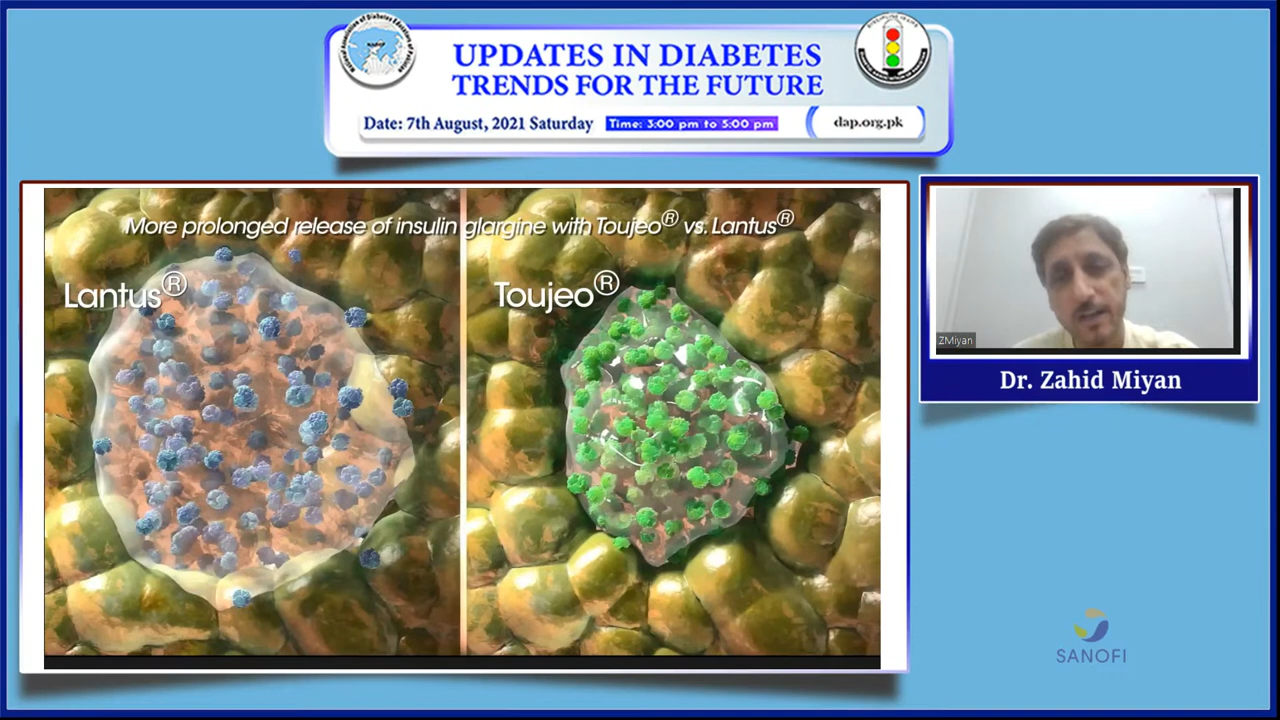 UPDATES IN DIABETES
TRENDS FOR THE FUTURE
Date: 7th August, 2021 Saturday
Time: 3:00 pm to 5:00 pm
dap.org.pk
More prolonged release of insulin glargine with Toujeo® vs. Lantus®
Lantus®
Toujeo®
ZMiyan
Dr. Zahid Miyan
SANOFI